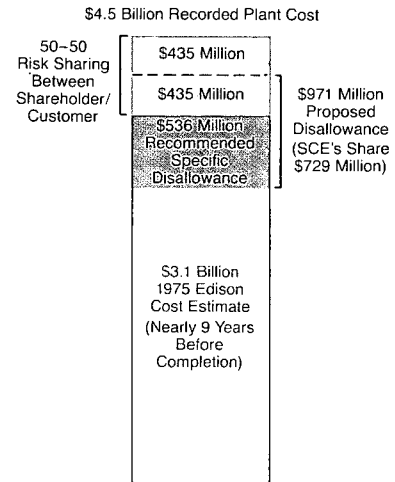 $4.5 Billion Recorded Plant Cost
50–50
Risk Sharing
Between
Shareholder/
Customer
$435 Million
$435 Million
$536 Million
Recommended
Specific
Disallowance
$971 Million
Proposed
Disallowance
(SCE's Share
$729 Million)
$3.1 Billion
1975 Edison
Cost Estimate
(Nearly 9 Years
Before
Completion)